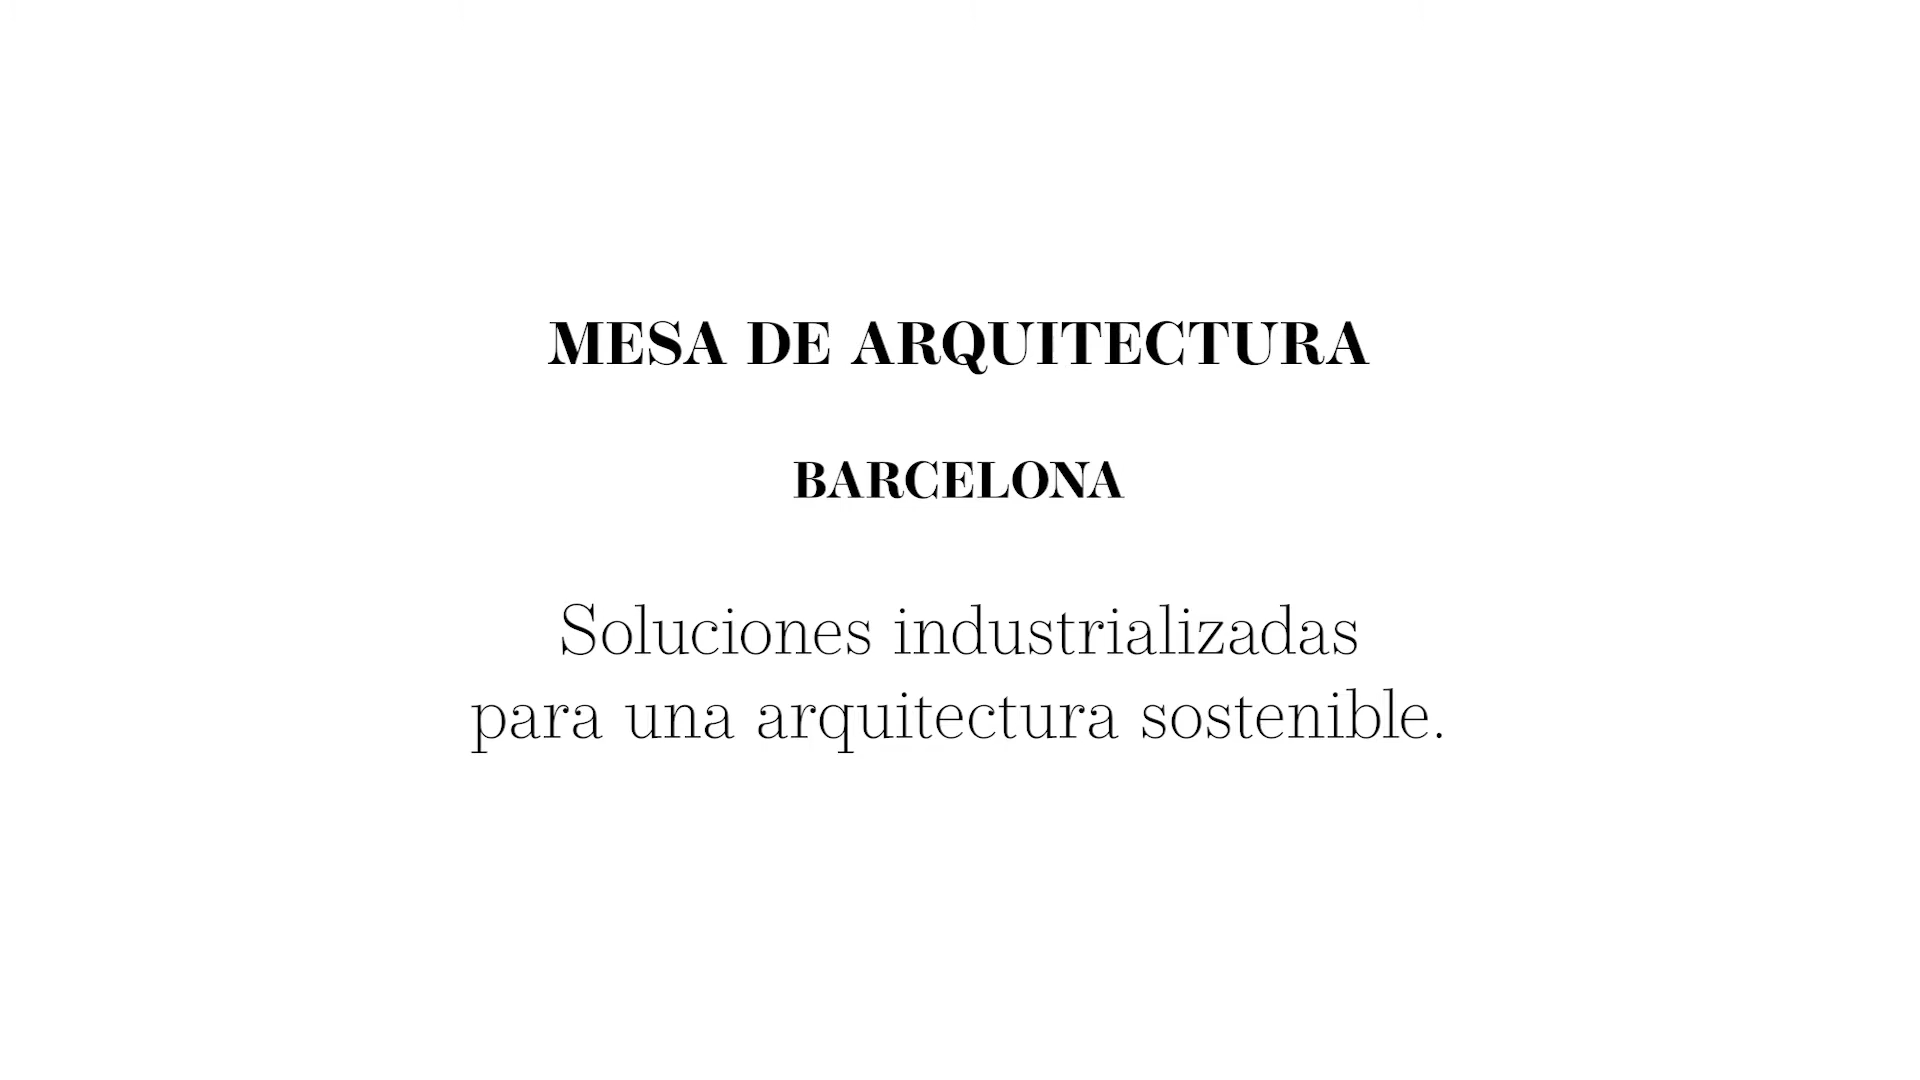 MESA DE ARQUITECTURA
BARCELONA
Soluciones industrializadas
para una arquitectura sostenible.